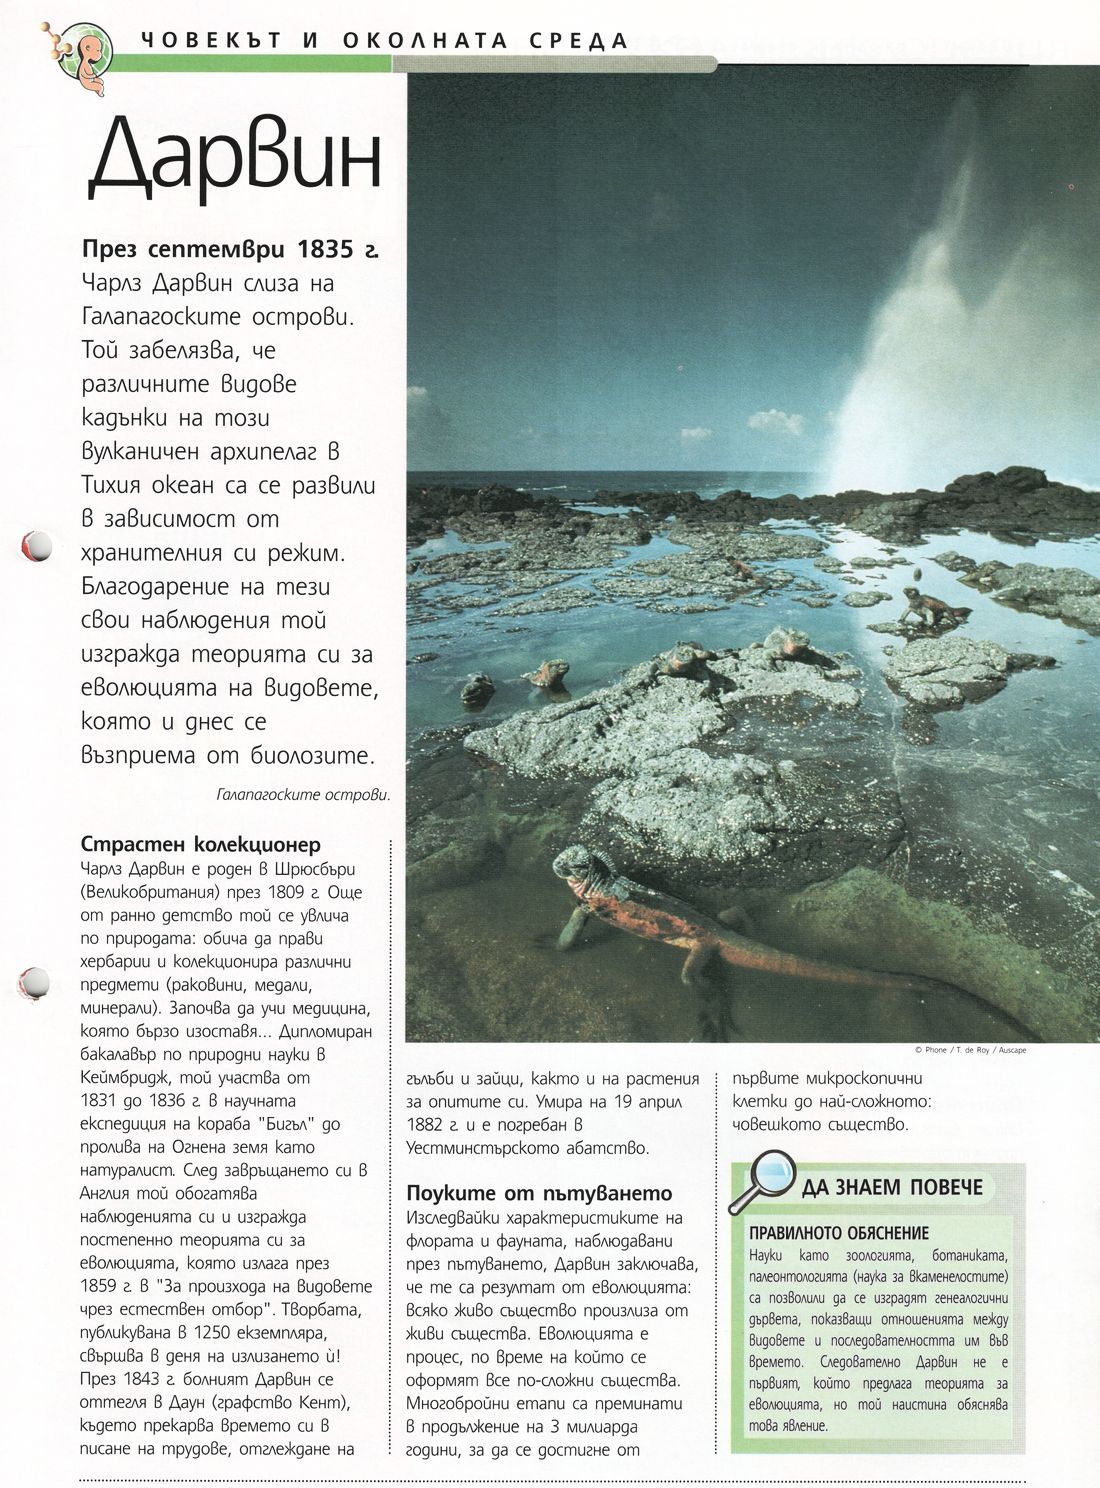 ЧОВЕКЪТ И ОКОЛНАТА СРЕДА
Дарвин
През септември 1835 г.
Чарлз Дарвин слиза на
Галапагоските острови.
Той забелязва, че
различните видове
кадънки на този
вулканичен архипелаг в
Тихия океан са се развили
в зависимост от
хранителния си режим.
Благодарение на тези
свои наблюдения той
изгражда теорията си за
еволюцията на видовете,
която и днес се
възприема от биолозите.
Галапагоските острови.
Страстен колекционер
Чарлз Дарвин е роден в Шрюсбъри
(Великобритания) през 1809 г. Още
от ранно детство той се увлича
по природата: обича да прави
хербарии и колекционира различни
предмети (раковини, медали,
минерали). Започва да учи медицина,
която бързо изоставя... Дипломиран
бакалавър по природни науки в
Кеймбридж, той участва от
1831 до 1836 г. в научната
експедиция на кораба "Бигъл" до
пролива на Огнена земя като
натуралист. След завръщането си в
Англия той обогатява
наблюденията си и изгражда
постепенно теорията си за
еволюцията, която излага през
1859 г. в "За произхода на видовете
чрез естествен отбор". Творбата,
публикувана в 1250 екземпляра,
свършва в деня на излизането ѝ!
През 1843 г. болният Дарвин се
оттегля в Даун (графство Кент),
където прекарва времето си в
писане на трудове, отглеждане на
© Phone / T. de Roy / Auscape
гълъби и зайци, както и на растения
за опитите си. Умира на 19 април
1882 г. и е погребан в
Уестминстърското абатство.
Поуките от пътуването
Изследвайки характеристиките на
флората и фауната, наблюдавани
през пътуването, Дарвин заключава,
че те са резултат от еволюцията:
всяко живо същество произлиза от
живи същества. Еволюцията е
процес, по време на който се
оформят все по-сложни същества.
Многобройни етапи са преминати
в продължение на 3 милиарда
години, за да се достигне от
първите микроскопични
клетки до най-сложното:
човешкото същество.
ДА ЗНАЕМ ПОВЕЧЕ
ПРАВИЛНОТО ОБЯСНЕНИЕ
Науки като зоологията, ботаниката,
палеонтологията (наука за вкаменелостите)
са позволили да се изградят генеалогични
дървета, показващи отношенията между
видовете и последователността им във
времето. Следователно Дарвин не е
първият, който предлага теорията за
еволюцията, но той наистина обяснява
това явление.